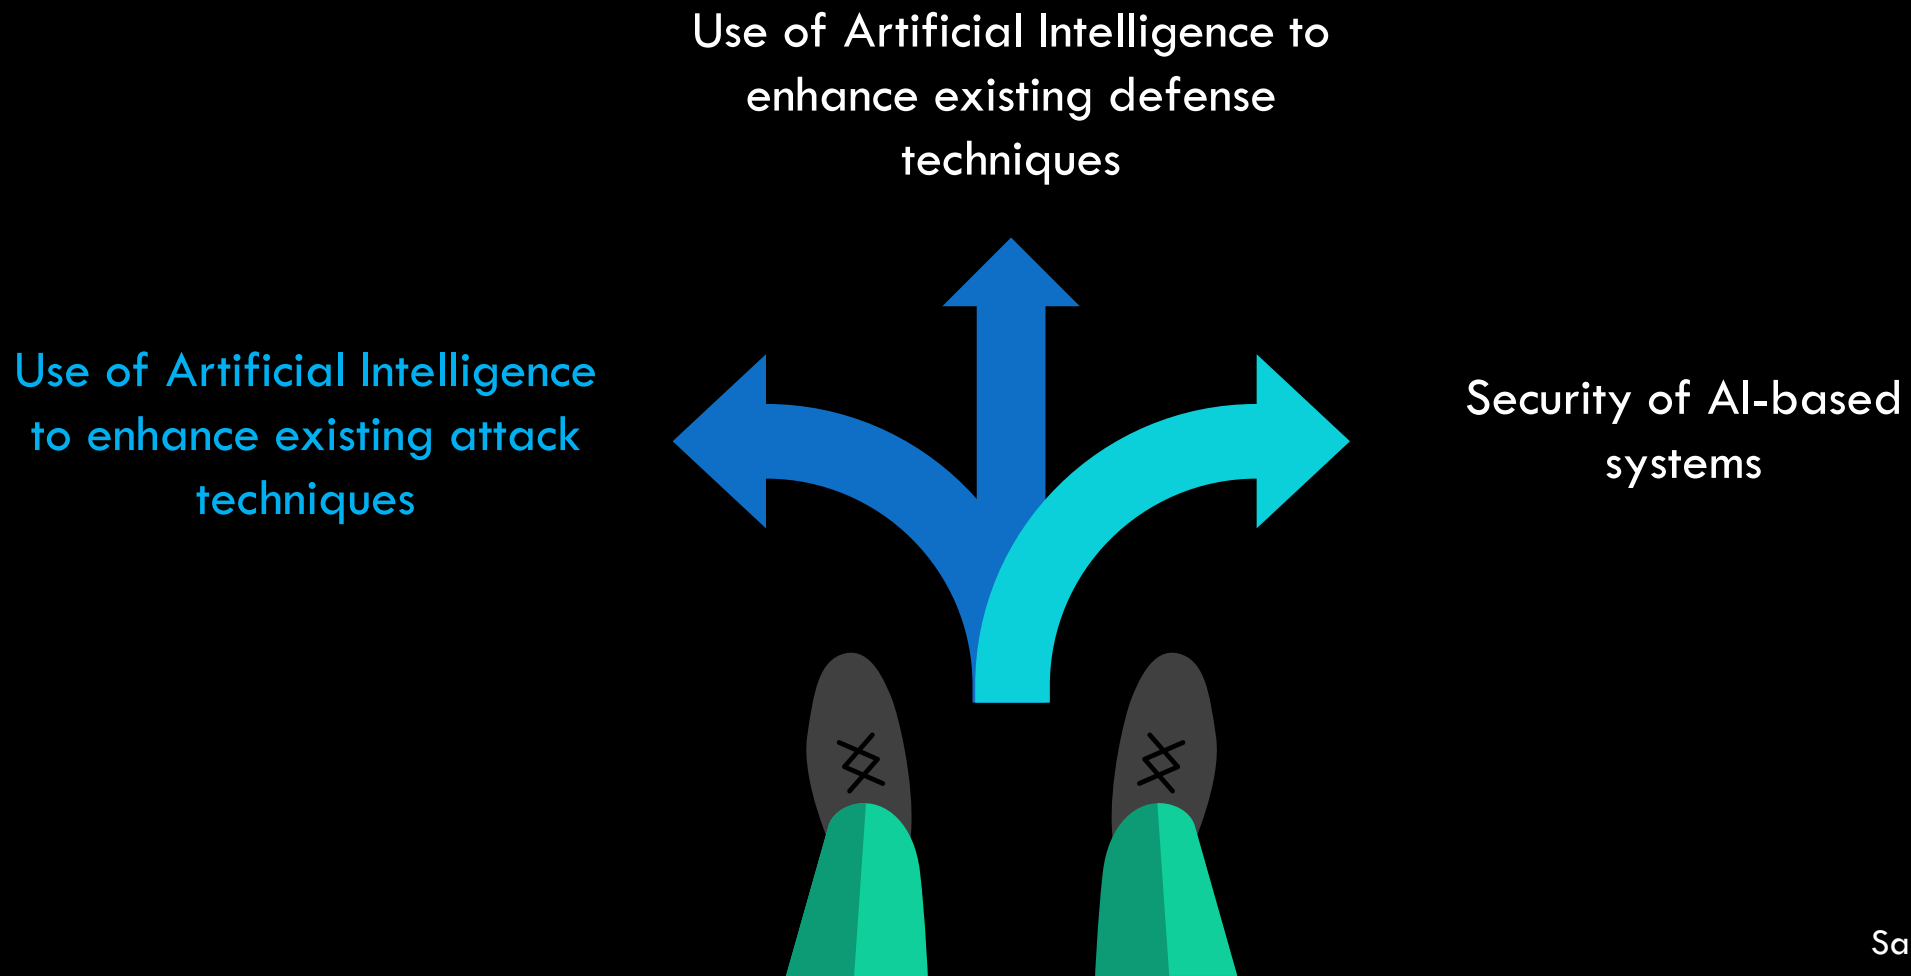 Use of Artificial Intelligence to
enhance existing defense
techniques
Use of Artificial Intelligence
to enhance existing attack
techniques
Security of AI-based
systems
Sa